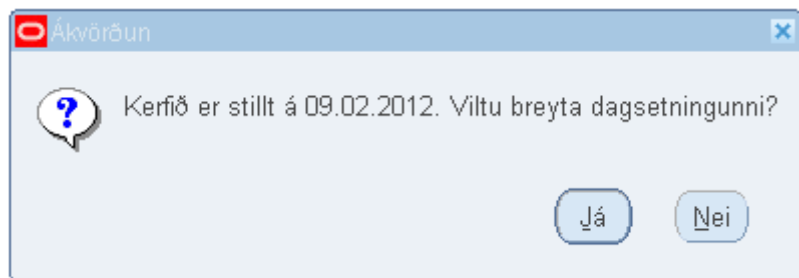 Ákvörðun
Kerfið er stillt á 09.02.2012. Viltu breyta dagsetningunni?
Já Nei